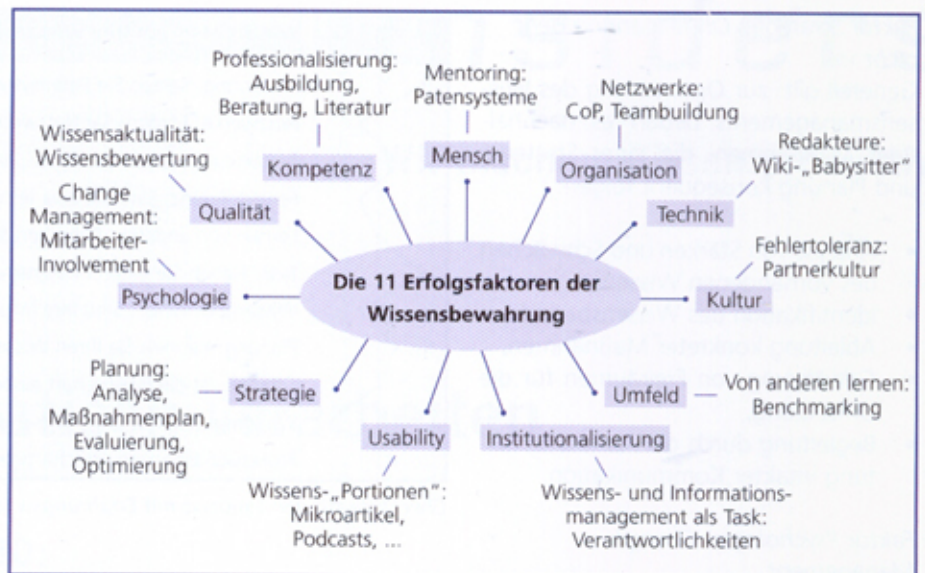 Professionalisierung:
Ausbildung,
Beratung, Literatur
Kompetenz
Mentoring:
Patensysteme
Mensch
Netzwerke:
CoP, Teambuildung
Organisation
Redakteure:
Wiki-„Babysitter“
Technik
Fehlertoleranz:
Partnerkultur
Kultur
Von anderen lernen:
Benchmarking
Umfeld
Institutionalisierung
Wissens- und Informations-
management als Task:
Verantwortlichkeiten
Usability
Wissens-„Portionen“:
Mikroartikel,
Podcasts, ...
Strategie
Planung:
Analyse,
Maßnahmenplan,
Evaluierung,
Optimierung
Psychologie
Change
Management:
Mitarbeiter-
Involvement
Qualität
Wissensaktualität:
Wissensbewertung
Die 11 Erfolgsfaktoren der
Wissensbewahrung